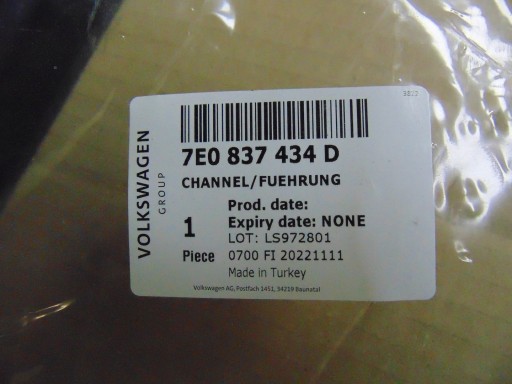 VOLKSWAGEN
GROUP
7E0 837 434 D
CHANNEL/FUEHRUNG
Prod. date:
1 Expiry date: NONE
LOT: LS972801
Piece 0700 FI 20221111
Made in Turkey
Volkswagen AG, Postfach 1451, 34219 Baunatal